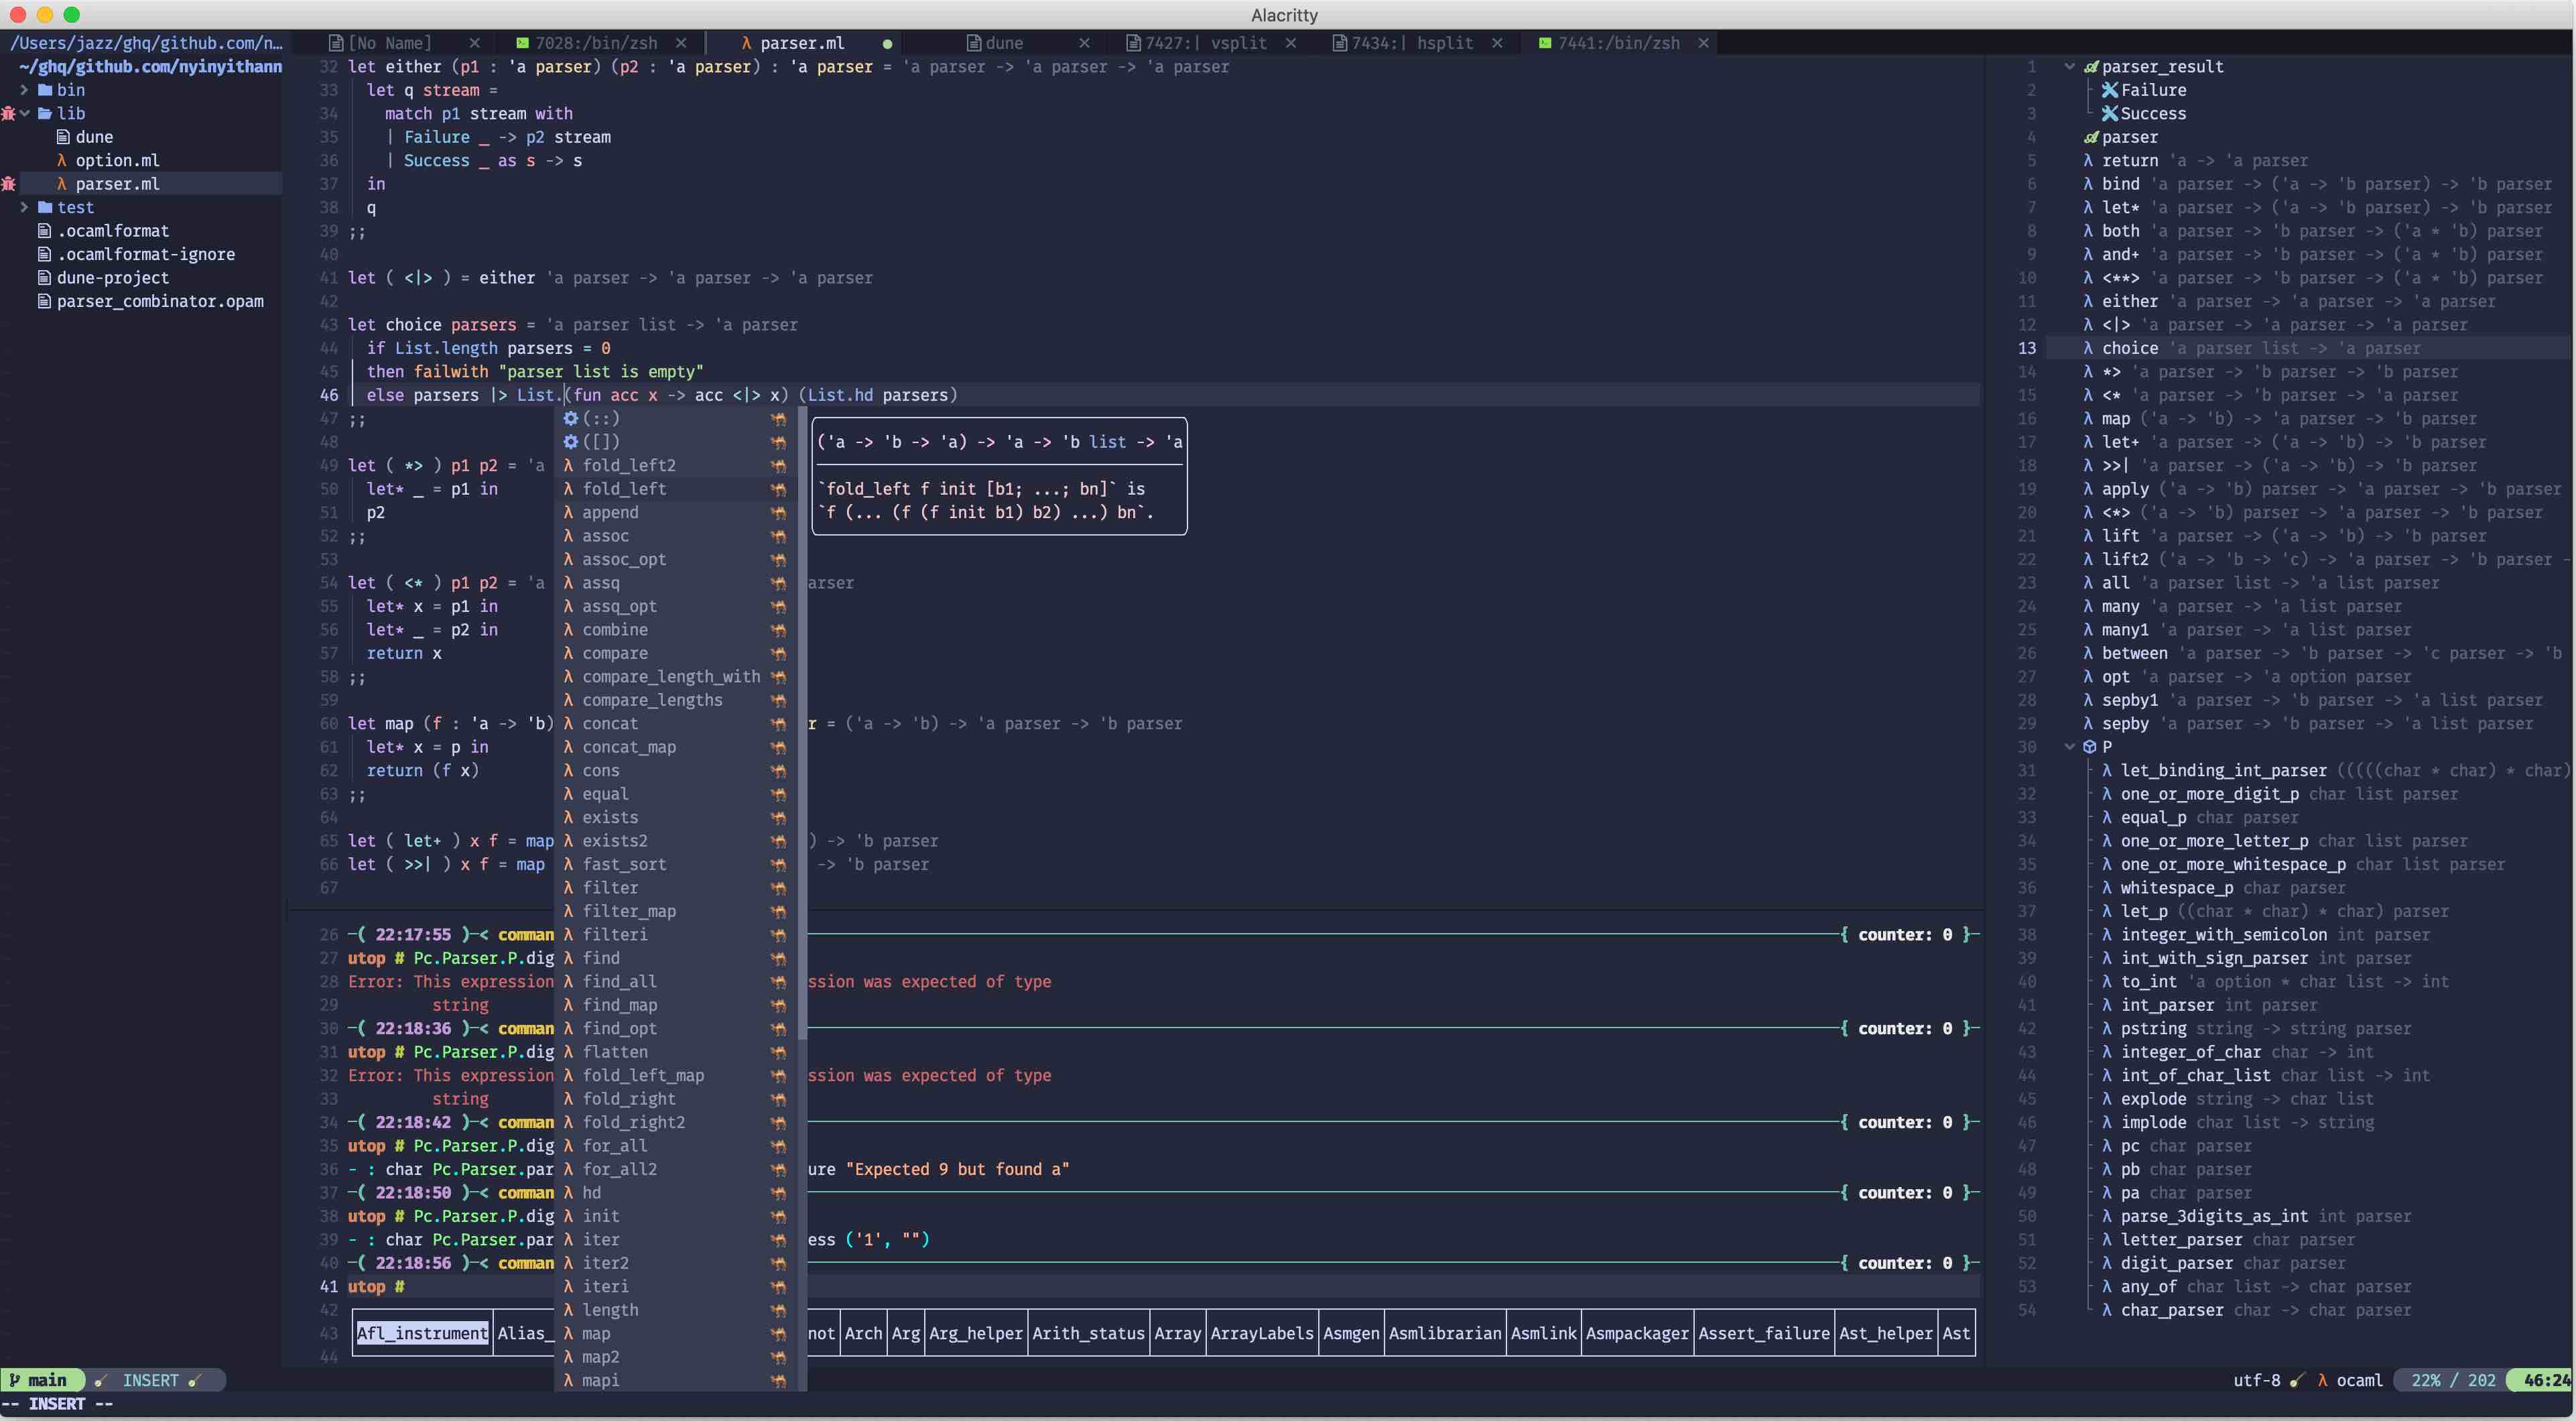 Alacritty
/Users/jazz/ghq/github.com/n…
[No Name]
7028:/bin/zsh
parser.ml
dune
7427:| vsplit
7434:| hsplit
7441:/bin/zsh
~/ghq/github.com/nyinyithann
bin
lib
dune
option.ml
λ parser.ml
test
.ocamlformat
.ocamlformat-ignore
dune-project
parser_combinator.opam
32 let either (p1 : 'a parser) (p2 : 'a parser) : 'a parser = 'a parser -> 'a parser -> 'a parser
33 let q stream =
34 match p1 stream with
35 | Failure _ -> p2 stream
36 | Success _ as s -> s
37 in
38 q
39 ;;
40
41 let ( <|> ) = either 'a parser -> 'a parser -> 'a parser
42
43 let choice parsers = 'a parser list -> 'a parser
44 if List.length parsers = 0
45 then failwith "parser list is empty"
46 else parsers |> List.(fun acc x -> acc <|> x) (List.hd parsers)
47 ;;
48
49 let ( *> ) p1 p2 = 'a
50 let* _ = p1 in
51 p2
52 ;;
53
54 let ( <* ) p1 p2 = 'a arser
55 let* x = p1 in
56 let* _ = p2 in
57 return x
58 ;;
59
60 let map (f : 'a -> 'b) r = ('a -> 'b) -> 'a parser -> 'b parser
61 let* x = p in
62 return (f x)
63 ;;
64
65 let ( let+ ) x f = map ) -> 'b parser
66 let ( >>| ) x f = map -> 'b parser
67
(::)
([])
λ fold_left2
λ fold_left
λ append
λ assoc
λ assoc_opt
λ assq
λ assq_opt
λ combine
λ compare
λ compare_length_with
λ compare_lengths
λ concat
λ concat_map
λ cons
λ equal
λ exists
λ exists2
λ fast_sort
λ filter
λ filter_map
λ filteri
λ find
λ find_all
λ find_map
λ find_opt
λ flatten
λ fold_left_map
λ fold_right
λ fold_right2
λ for_all
λ for_all2
λ hd
λ init
λ iter
λ iter2
λ iteri
λ length
λ map
λ map2
λ mapi
('a -> 'b -> 'a) -> 'a -> 'b list -> 'a
`fold_left f init [b1; ...; bn]` is
`f (... (f (f init b1) b2) ...) bn`.
26 -( 22:17:55 )-< comman { counter: 0 }-
27 utop # Pc.Parser.P.dig
28 Error: This expression ssion was expected of type
29 string
30 -( 22:18:36 )-< comman { counter: 0 }-
31 utop # Pc.Parser.P.dig
32 Error: This expression ssion was expected of type
33 string
34 -( 22:18:42 )-< comman { counter: 0 }-
35 utop # Pc.Parser.P.dig
36 - : char Pc.Parser.par ure "Expected 9 but found a"
37 -( 22:18:50 )-< comman { counter: 0 }-
38 utop # Pc.Parser.P.dig
39 - : char Pc.Parser.par ess ('1', "")
40 -( 22:18:56 )-< comman { counter: 0 }-
41 utop #
42
43 Afl_instrument Alias_ not Arch Arg Arg_helper Arith_status Array ArrayLabels Asmgen Asmlibrarian Asmlink Asmpackager Assert_failure Ast_helper Ast
44
1 parser_result
2 Failure
3 Success
4 parser
5 λ return 'a -> 'a parser
6 λ bind 'a parser -> ('a -> 'b parser) -> 'b parser
7 λ let* 'a parser -> ('a -> 'b parser) -> 'b parser
8 λ both 'a parser -> 'b parser -> ('a * 'b) parser
9 λ and+ 'a parser -> 'b parser -> ('a * 'b) parser
10 λ <**> 'a parser -> 'b parser -> ('a * 'b) parser
11 λ either 'a parser -> 'a parser -> 'a parser
12 λ <|> 'a parser -> 'a parser -> 'a parser
13 λ choice 'a parser list -> 'a parser
14 λ *> 'a parser -> 'b parser -> 'b parser
15 λ <* 'a parser -> 'b parser -> 'a parser
16 λ map ('a -> 'b) -> 'a parser -> 'b parser
17 λ let+ 'a parser -> ('a -> 'b) -> 'b parser
18 λ >>| 'a parser -> ('a -> 'b) -> 'b parser
19 λ apply ('a -> 'b) parser -> 'a parser -> 'b parser
20 λ <*> ('a -> 'b) parser -> 'a parser -> 'b parser
21 λ lift 'a parser -> ('a -> 'b) -> 'b parser
22 λ lift2 ('a -> 'b -> 'c) -> 'a parser -> 'b parser -
23 λ all 'a parser list -> 'a list parser
24 λ many 'a parser -> 'a list parser
25 λ many1 'a parser -> 'a list parser
26 λ between 'a parser -> 'b parser -> 'c parser -> 'b
27 λ opt 'a parser -> 'a option parser
28 λ sepby1 'a parser -> 'b parser -> 'a list parser
29 λ sepby 'a parser -> 'b parser -> 'a list parser
30 P
31 λ let_binding_int_parser (((((char * char) * char)
32 λ one_or_more_digit_p char list parser
33 λ equal_p char parser
34 λ one_or_more_letter_p char list parser
35 λ one_or_more_whitespace_p char list parser
36 λ whitespace_p char parser
37 λ let_p ((char * char) * char) parser
38 λ integer_with_semicolon int parser
39 λ int_with_sign_parser int parser
40 λ to_int 'a option * char list -> int
41 λ int_parser int parser
42 λ pstring string -> string parser
43 λ integer_of_char char -> int
44 λ int_of_char_list char list -> int
45 λ explode string -> char list
46 λ implode char list -> string
47 λ pc char parser
48 λ pb char parser
49 λ pa char parser
50 λ parse_3digits_as_int int parser
51 λ letter_parser char parser
52 λ digit_parser char parser
53 λ any_of char list -> char parser
54 λ char_parser char -> char parser
main INSERT
utf-8 λ ocaml 22% / 202 46:24
-- INSERT --